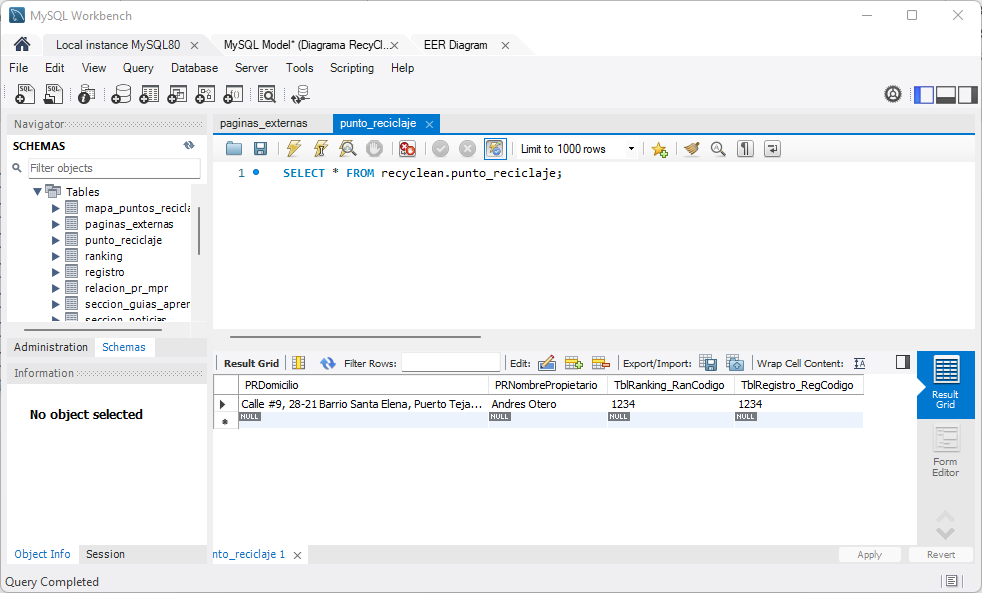 MySQL Workbench
Local instance MySQL80
MySQL Model* (Diagrama RecyCl...
EER Diagram
File Edit View Query Database Server Tools Scripting Help
Navigator
SCHEMAS
Filter objects
Tables
mapa_puntos_recicla
paginas_externas
punto_reciclaje
ranking
registro
relacion_pr_mpr
seccion_guias_aprer
seccion_noticias
Administration Schemas
Information
No object selected
Object Info Session
paginas_externas punto_reciclaje
Limit to 1000 rows
1 SELECT * FROM recyclean.punto_reciclaje;
Result Grid Filter Rows: Edit: Export/Import: Wrap Cell Content: IA
PRDomicilio PRNombrePropietario TblRanking_RanCodigo TblRegistro_RegCodigo
Calle #9, 28-21 Barrio Santa Elena, Puerto Teja... Andres Otero 1234 1234
NULL NULL NULL NULL
Result
Grid
Form
Editor
nto_reciclaje 1
Apply Revert
Query Completed